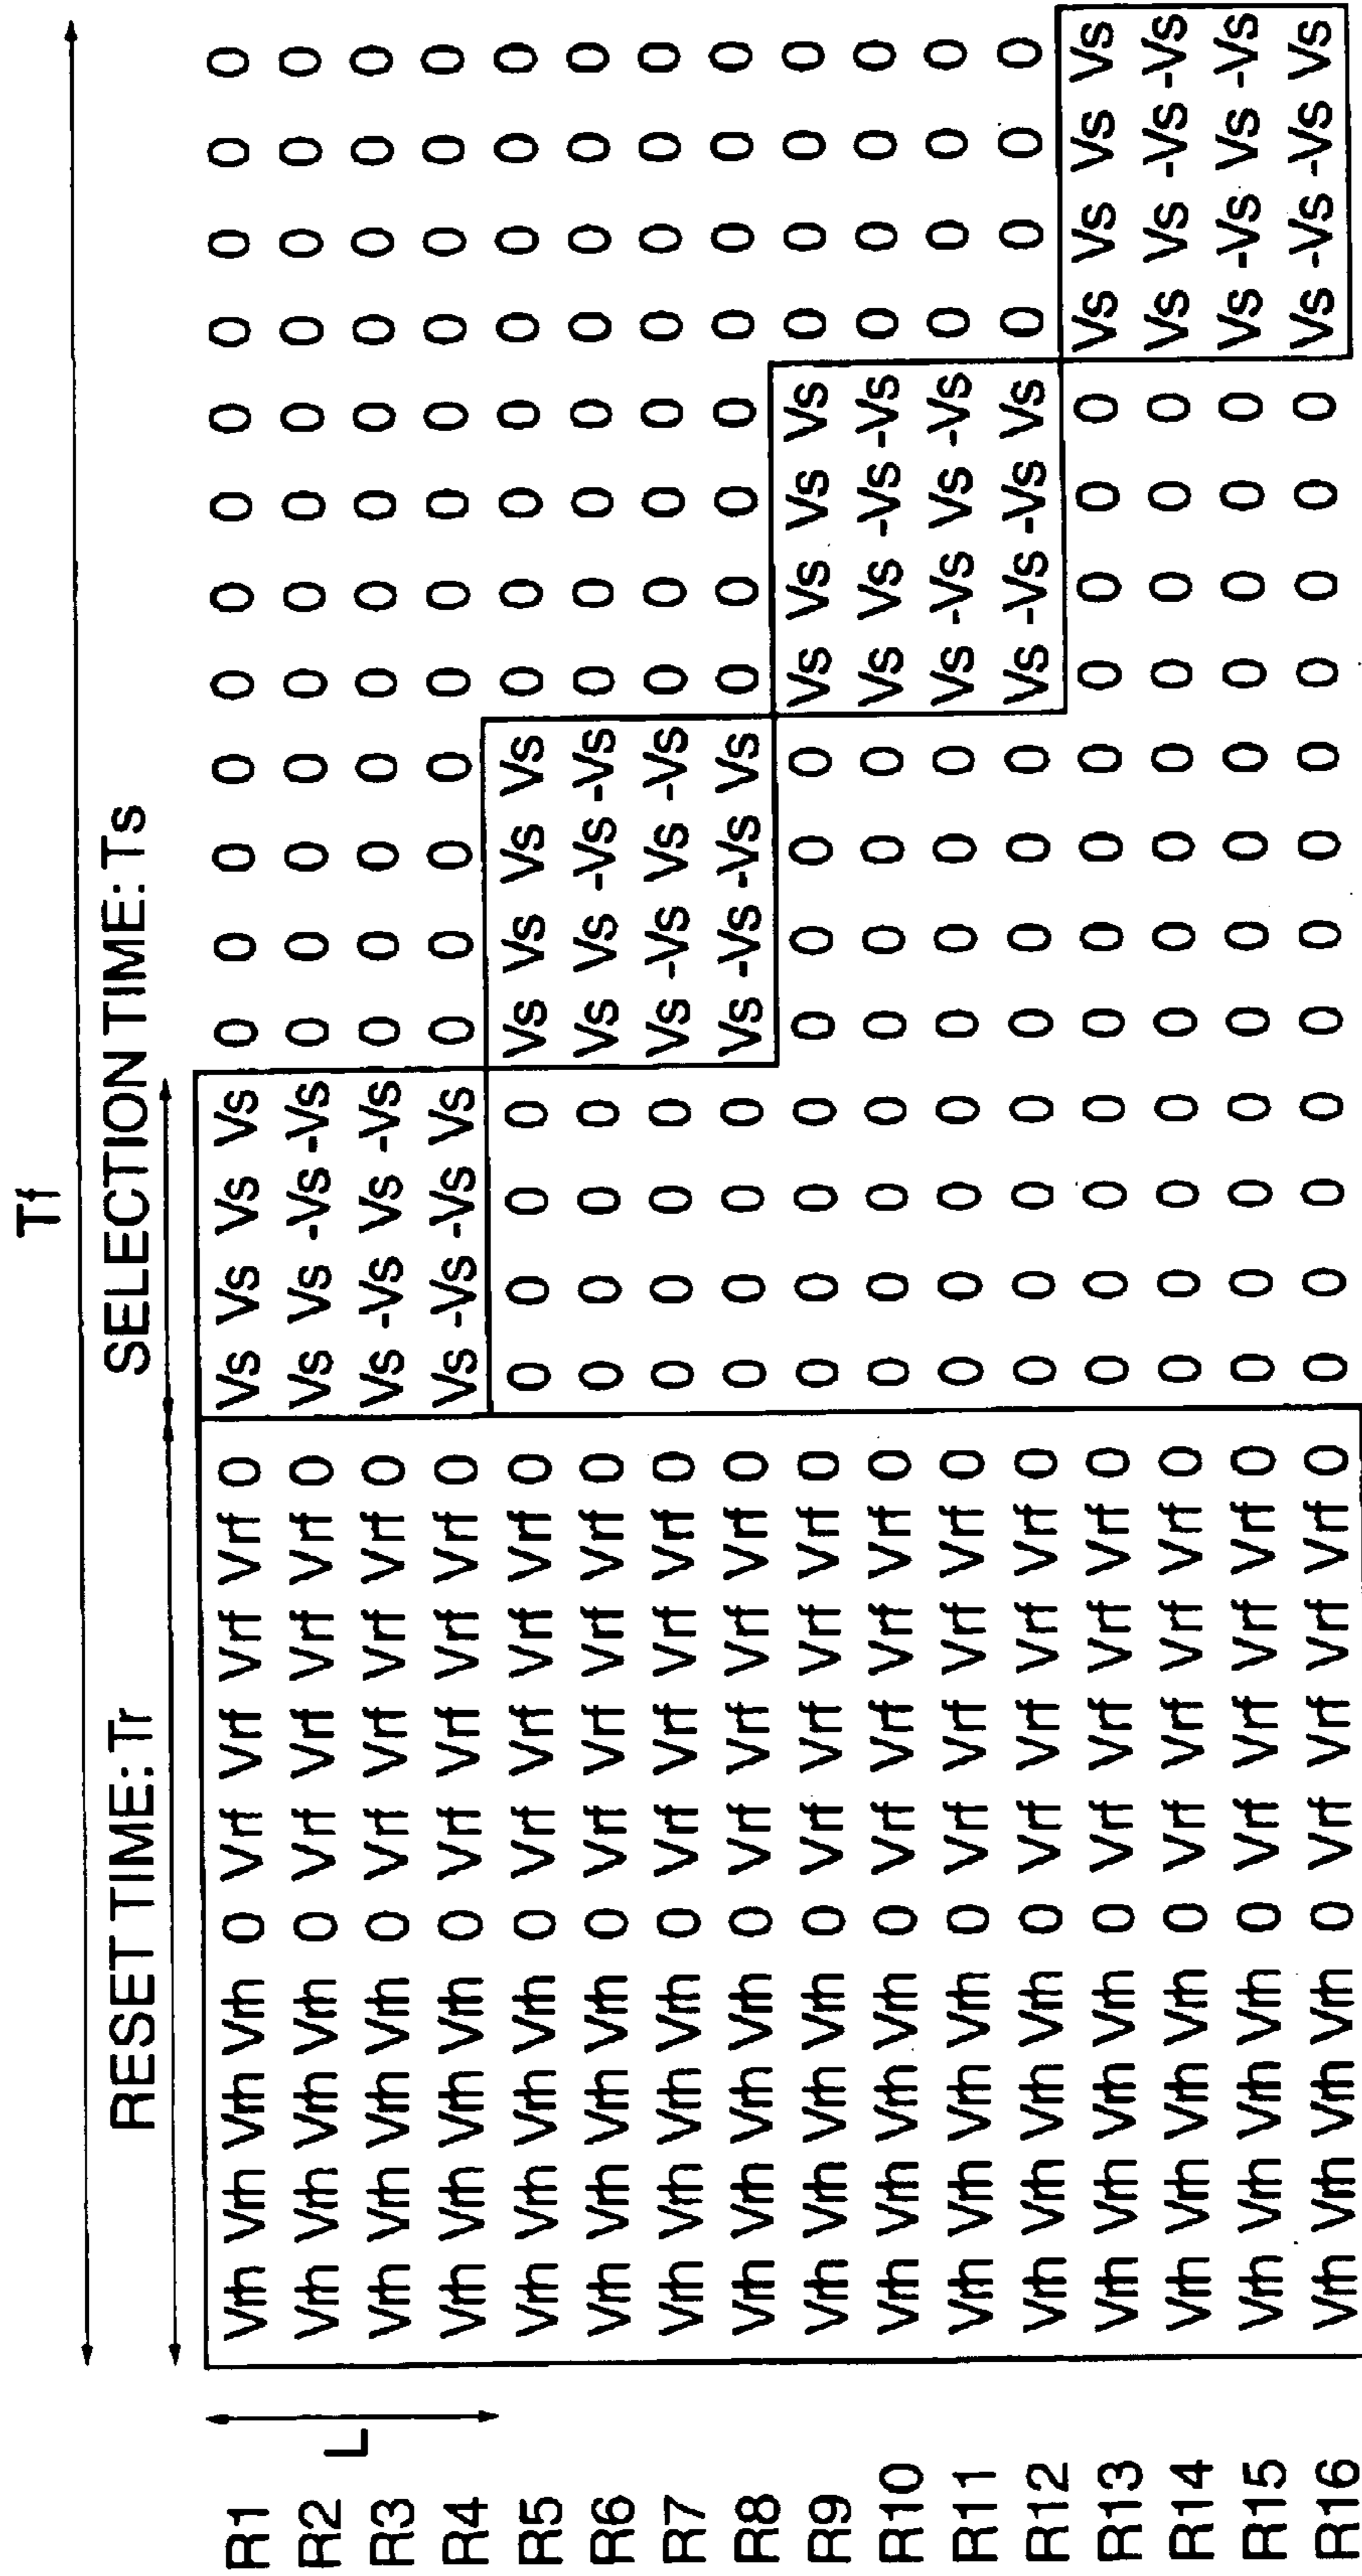 Tf
RESET TIME: Tr SELECTION TIME: Ts
L
R1 Vrh Vrh Vrh Vrh 0 Vrf Vrf Vrf Vrf 0 Vs Vs Vs Vs 0 0 0 0 0 0 0 0 0 0 0 0
R2 Vrh Vrh Vrh Vrh 0 Vrf Vrf Vrf Vrf 0 Vs Vs -Vs -Vs 0 0 0 0 0 0 0 0 0 0 0 0
R3 Vrh Vrh Vrh Vrh 0 Vrf Vrf Vrf Vrf 0 Vs -Vs Vs -Vs 0 0 0 0 0 0 0 0 0 0 0 0
R4 Vrh Vrh Vrh Vrh 0 Vrf Vrf Vrf Vrf 0 Vs -Vs -Vs Vs 0 0 0 0 0 0 0 0 0 0 0 0
R5 Vrh Vrh Vrh Vrh 0 Vrf Vrf Vrf Vrf 0 0 0 0 0 Vs Vs Vs Vs 0 0 0 0 0 0 0 0
R6 Vrh Vrh Vrh Vrh 0 Vrf Vrf Vrf Vrf 0 0 0 0 0 Vs Vs -Vs -Vs 0 0 0 0 0 0 0 0
R7 Vrh Vrh Vrh Vrh 0 Vrf Vrf Vrf Vrf 0 0 0 0 0 Vs -Vs Vs -Vs 0 0 0 0 0 0 0 0
R8 Vrh Vrh Vrh Vrh 0 Vrf Vrf Vrf Vrf 0 0 0 0 0 Vs -Vs -Vs Vs 0 0 0 0 0 0 0 0
R9 Vrh Vrh Vrh Vrh 0 Vrf Vrf Vrf Vrf 0 0 0 0 0 0 0 0 0 Vs Vs Vs Vs 0 0 0 0
R10 Vrh Vrh Vrh Vrh 0 Vrf Vrf Vrf Vrf 0 0 0 0 0 0 0 0 0 Vs Vs -Vs -Vs 0 0 0 0
R11 Vrh Vrh Vrh Vrh 0 Vrf Vrf Vrf Vrf 0 0 0 0 0 0 0 0 0 Vs -Vs Vs -Vs 0 0 0 0
R12 Vrh Vrh Vrh Vrh 0 Vrf Vrf Vrf Vrf 0 0 0 0 0 0 0 0 0 Vs -Vs -Vs Vs 0 0 0 0
R13 Vrh Vrh Vrh Vrh 0 Vrf Vrf Vrf Vrf 0 0 0 0 0 0 0 0 0 0 0 0 0 Vs Vs Vs Vs
R14 Vrh Vrh Vrh Vrh 0 Vrf Vrf Vrf Vrf 0 0 0 0 0 0 0 0 0 0 0 0 0 Vs Vs -Vs -Vs
R15 Vrh Vrh Vrh Vrh 0 Vrf Vrf Vrf Vrf 0 0 0 0 0 0 0 0 0 0 0 0 0 Vs -Vs Vs -Vs
R16 Vrh Vrh Vrh Vrh 0 Vrf Vrf Vrf Vrf 0 0 0 0 0 0 0 0 0 0 0 0 0 Vs -Vs -Vs Vs